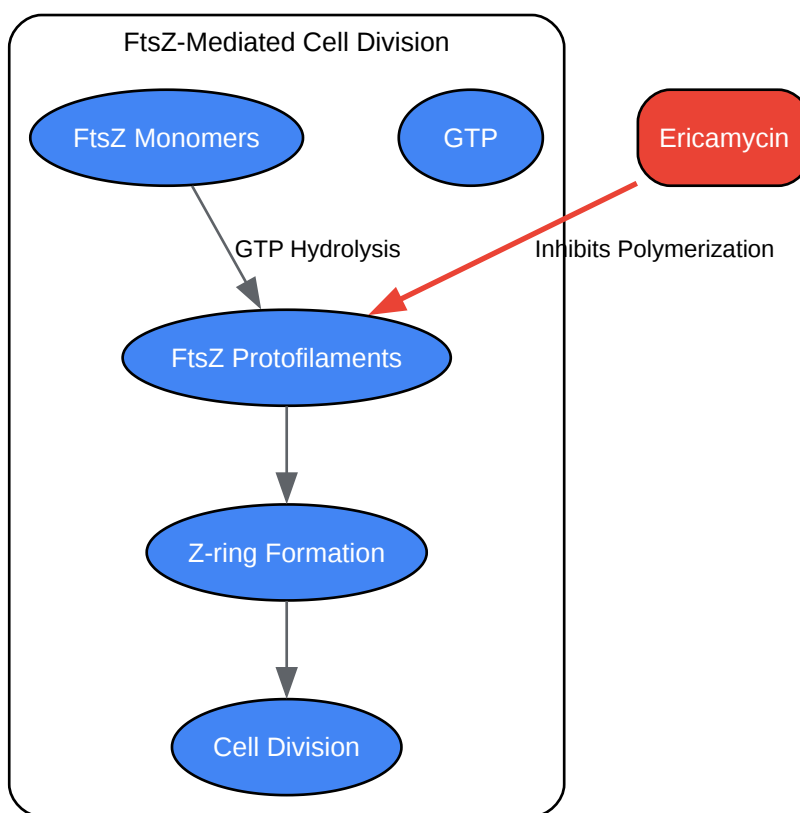 FtsZ-Mediated Cell Division
FtsZ Monomers
GTP
Ericamycin
GTP Hydrolysis
Inhibits Polymerization
FtsZ Protofilaments
Z-ring Formation
Cell Division